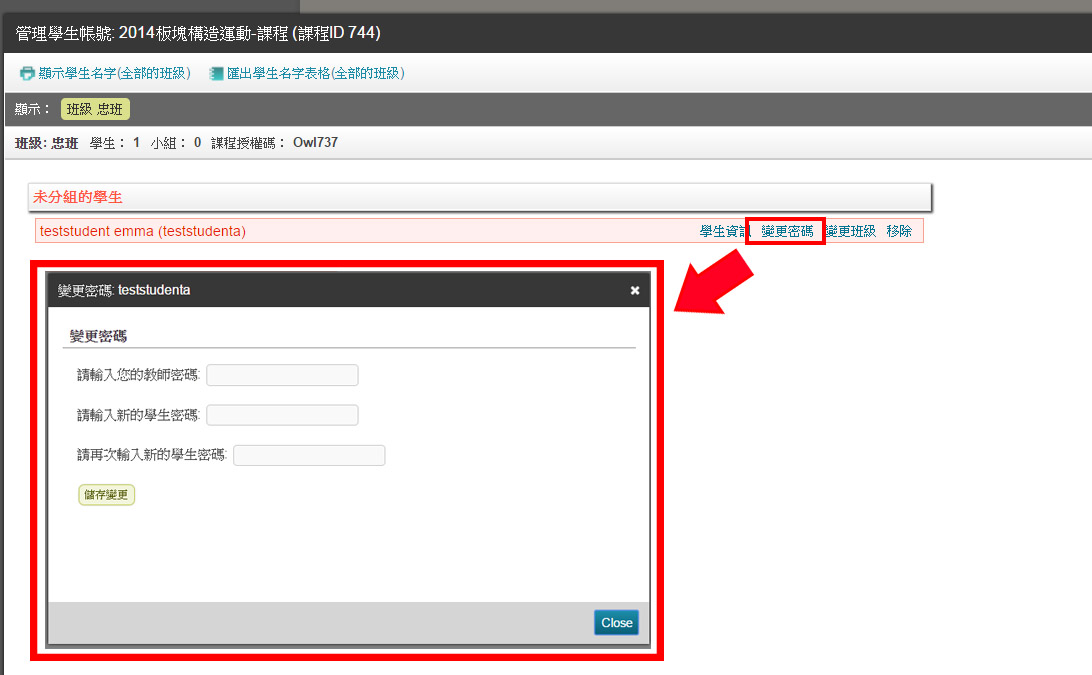 管理學生帳號: 2014板塊構造運動-課程 (課程ID 744)
顯示學生名字(全部的班級) 匯出學生名字表格(全部的班級)
顯示： 班級 忠班
班級: 忠班 學生： 1 小組： 0 課程授權碼： Owl737
未分組的學生
teststudent emma (teststudenta) 學生資訊 變更密碼 變更班級 移除
變更密碼: teststudenta ×
變更密碼
請輸入您的教師密碼:
請輸入新的學生密碼:
請再次輸入新的學生密碼:
儲存變更
Close